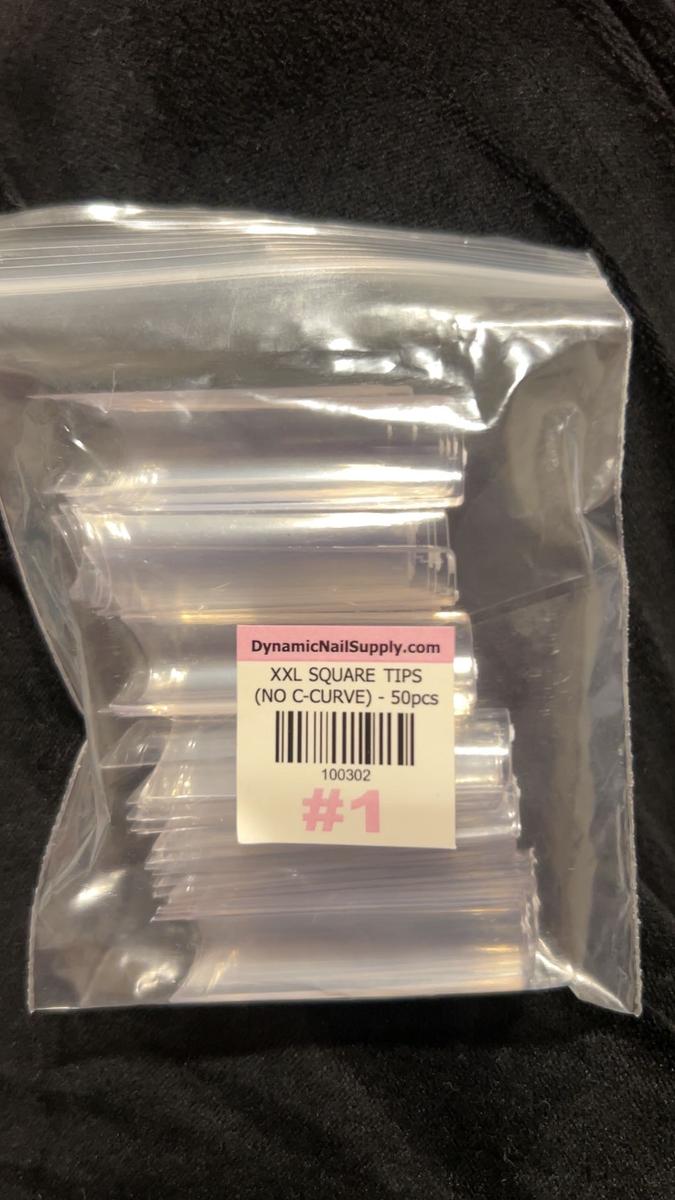 DynamicNailSupply.com
XXL SQUARE TIPS
(NO C-CURVE) - 50pcs
100302
#1